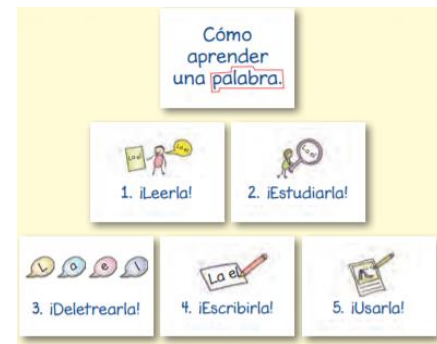 Cómo
aprender
una palabra.
1. ¡Leerla!
2. ¡Estudiarla!
L a e l
3. ¡Deletrearla!
La el
4. ¡Escribirla!
5. ¡Usarla!